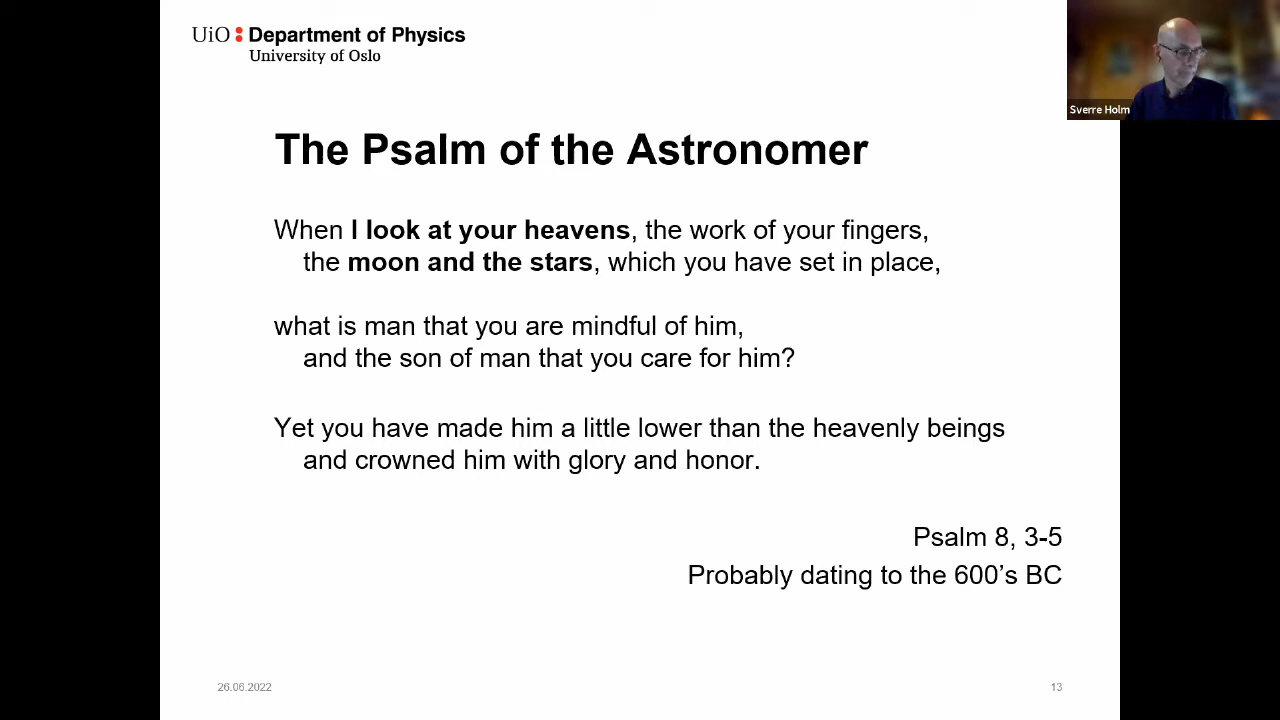 UiO : Department of Physics
University of Oslo
Sverre Holm
The Psalm of the Astronomer
When I look at your heavens, the work of your fingers,
the moon and the stars, which you have set in place,
what is man that you are mindful of him,
and the son of man that you care for him?
Yet you have made him a little lower than the heavenly beings
and crowned him with glory and honor.
Psalm 8, 3-5
Probably dating to the 600’s BC
26.06.2022
13